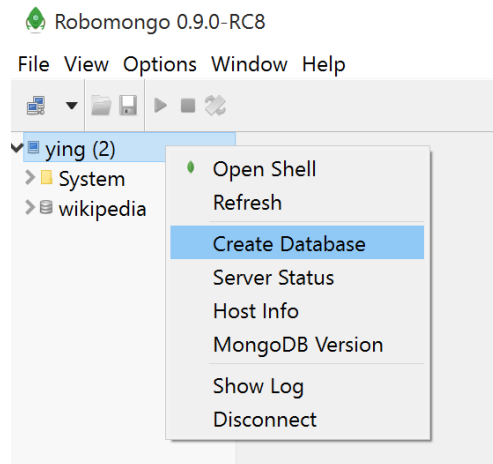 Robomongo 0.9.0-RC8
File View Options Window Help
ying (2)
System
wikipedia
Open Shell
Refresh
Create Database
Server Status
Host Info
MongoDB Version
Show Log
Disconnect